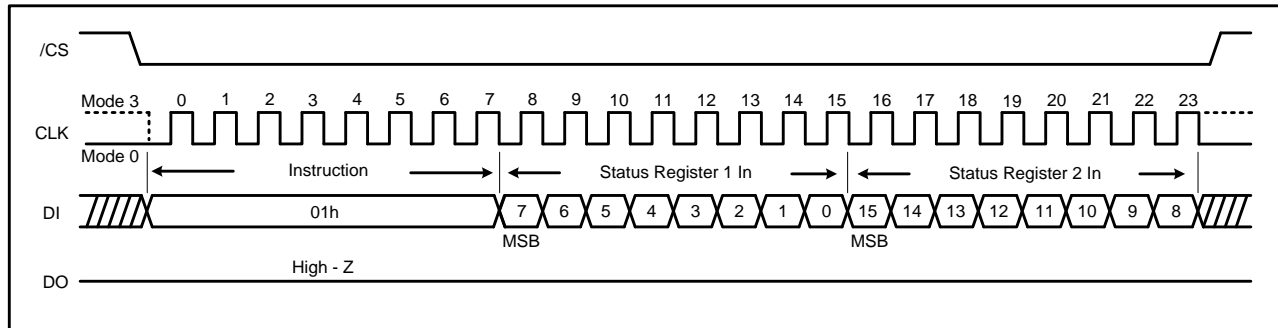 /CS
Mode 3 0 1 2 3 4 5 6 7 8 9 10 11 12 13 14 15 16 17 18 19 20 21 22 23
CLK
Mode 0
Instruction Status Register 1 In Status Register 2 In
DI 01h 7 6 5 4 3 2 1 0 15 14 13 12 11 10 9 8
MSB MSB
High - Z
DO